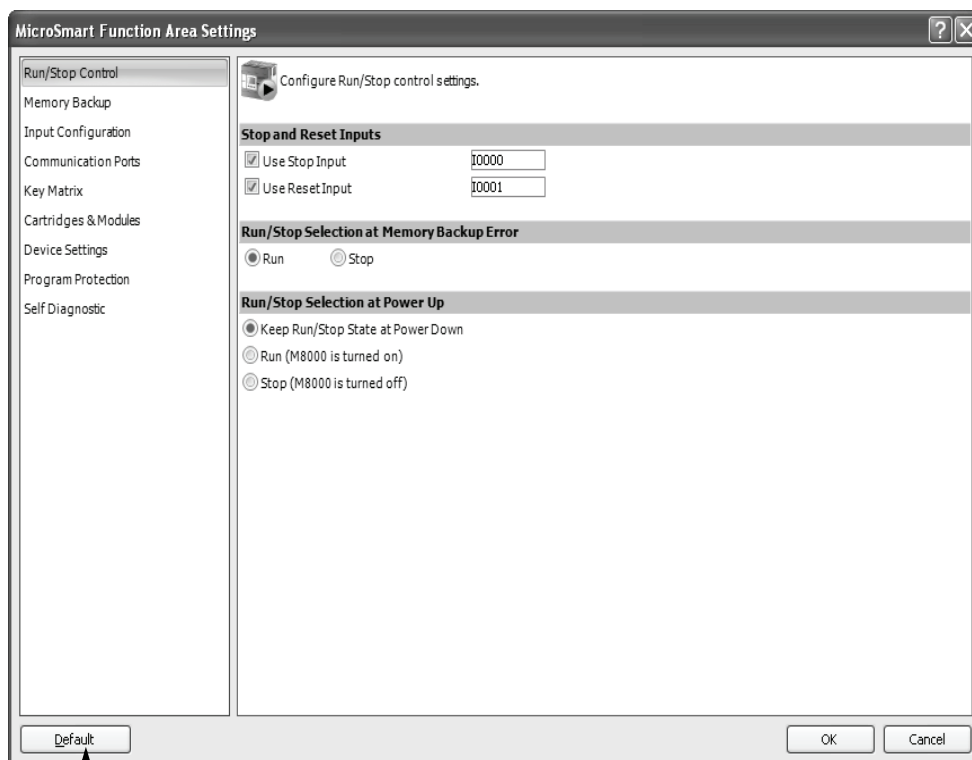 MicroSmart Function Area Settings
Run/Stop Control
Memory Backup
Input Configuration
Communication Ports
Key Matrix
Cartridges & Modules
Device Settings
Program Protection
Self Diagnostic
Configure Run/Stop control settings.
Stop and Reset Inputs
Use Stop Input I0000
Use Reset Input I0001
Run/Stop Selection at Memory Backup Error
Run Stop
Run/Stop Selection at Power Up
Keep Run/Stop State at Power Down
Run (M8000 is turned on)
Stop (M8000 is turned off)
Default OK Cancel